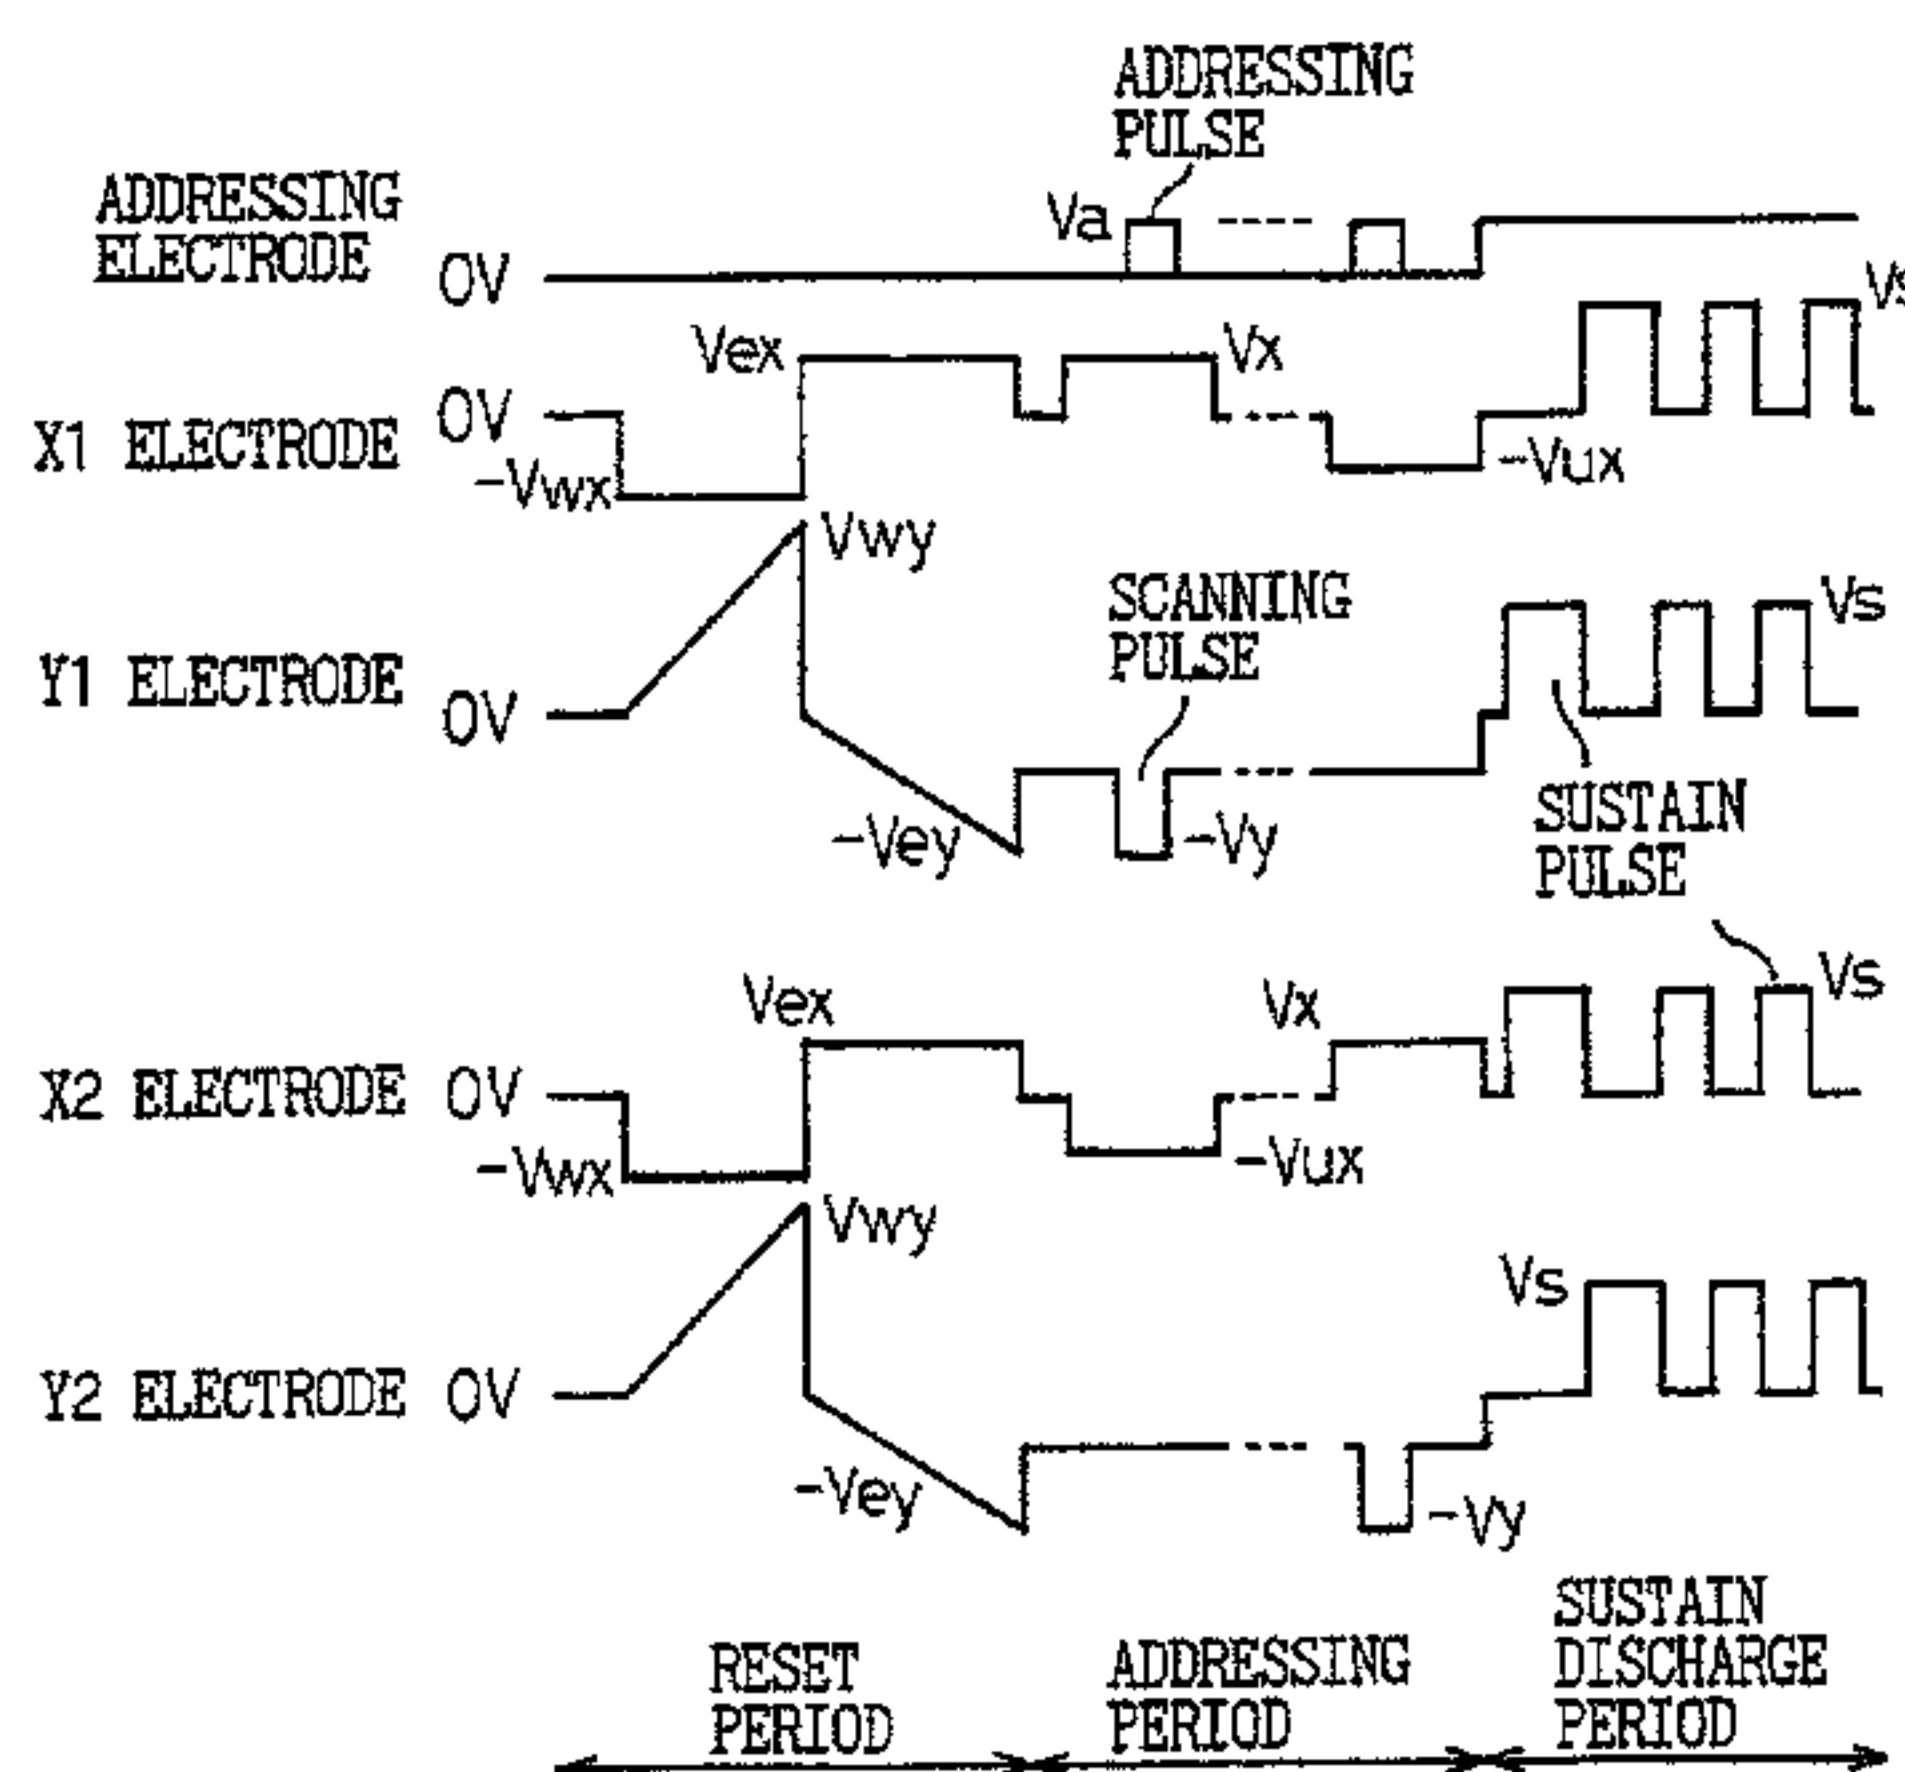 ADDRESSING
PULSE
ADDRESSING
ELECTRODE
Va
0V
Vs
Vex
Vx
0V
X1 ELECTRODE
-Vwx
-Vux
Vwy
SCANNING
PULSE
Vs
Y1 ELECTRODE
0V
-Vey
-Vy
SUSTAIN
PULSE
Vex
Vx
Vs
X2 ELECTRODE
0V
-Vwx
-Vux
Vwy
Vs
Y2 ELECTRODE
0V
-Vey
-Vy
RESET
PERIOD
ADDRESSING
PERIOD
SUSTAIN
DISCHARGE
PERIOD